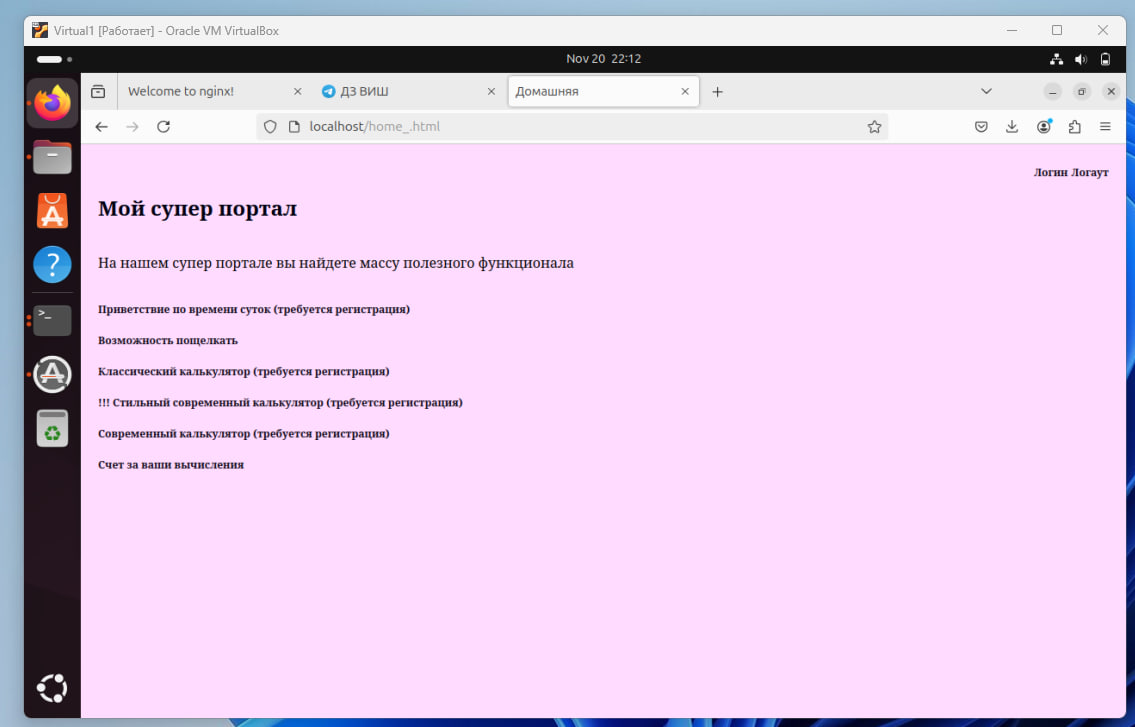 Virtual1 [Работает] - Oracle VM VirtualBox
Nov 20 22:12
Welcome to nginx!
ДЗ ВИШ
Домашняя
localhost/home_.html
Логин Логаут
Мой супер портал
На нашем супер портале вы найдете массу полезного функционала
Приветствие по времени суток (требуется регистрация)
Возможность пощелкать
Классический калькулятор (требуется регистрация)
!!! Стильный современный калькулятор (требуется регистрация)
Современный калькулятор (требуется регистрация)
Счет за ваши вычисления